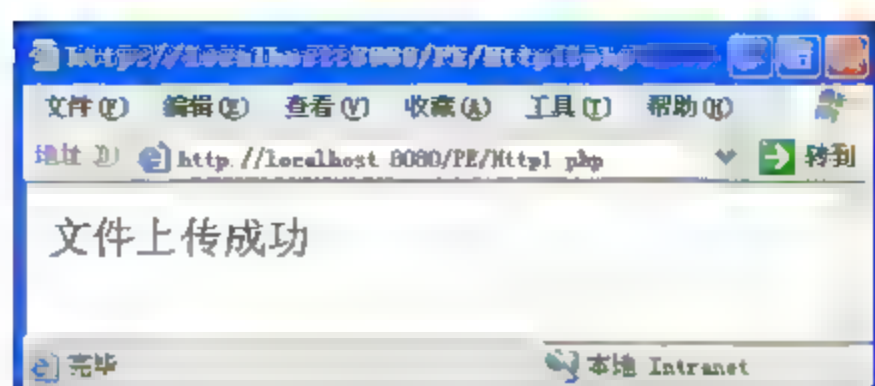 文件(F) 编辑(E) 查看(V) 收藏(A) 工具(T) 帮助(H)
地址(D) http://localhost:8080/PE/Http1.php 转到
文件上传成功
完毕 本地 Intranet